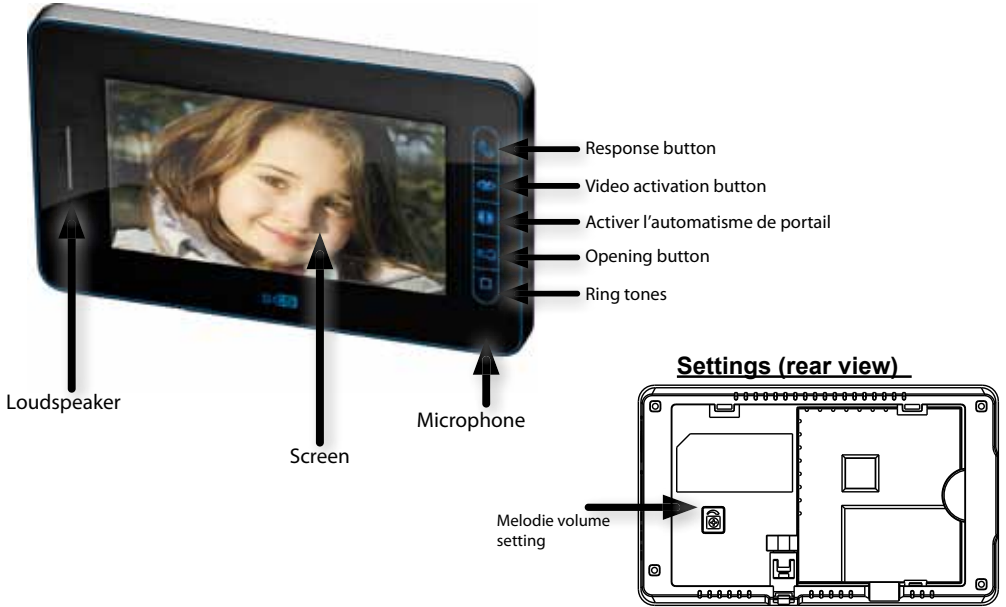 Response button
Video activation button
Activer l'automatisme de portail
Opening button
Ring tones
Loudspeaker
Microphone
Screen
Settings (rear view)
Melodie volume
setting